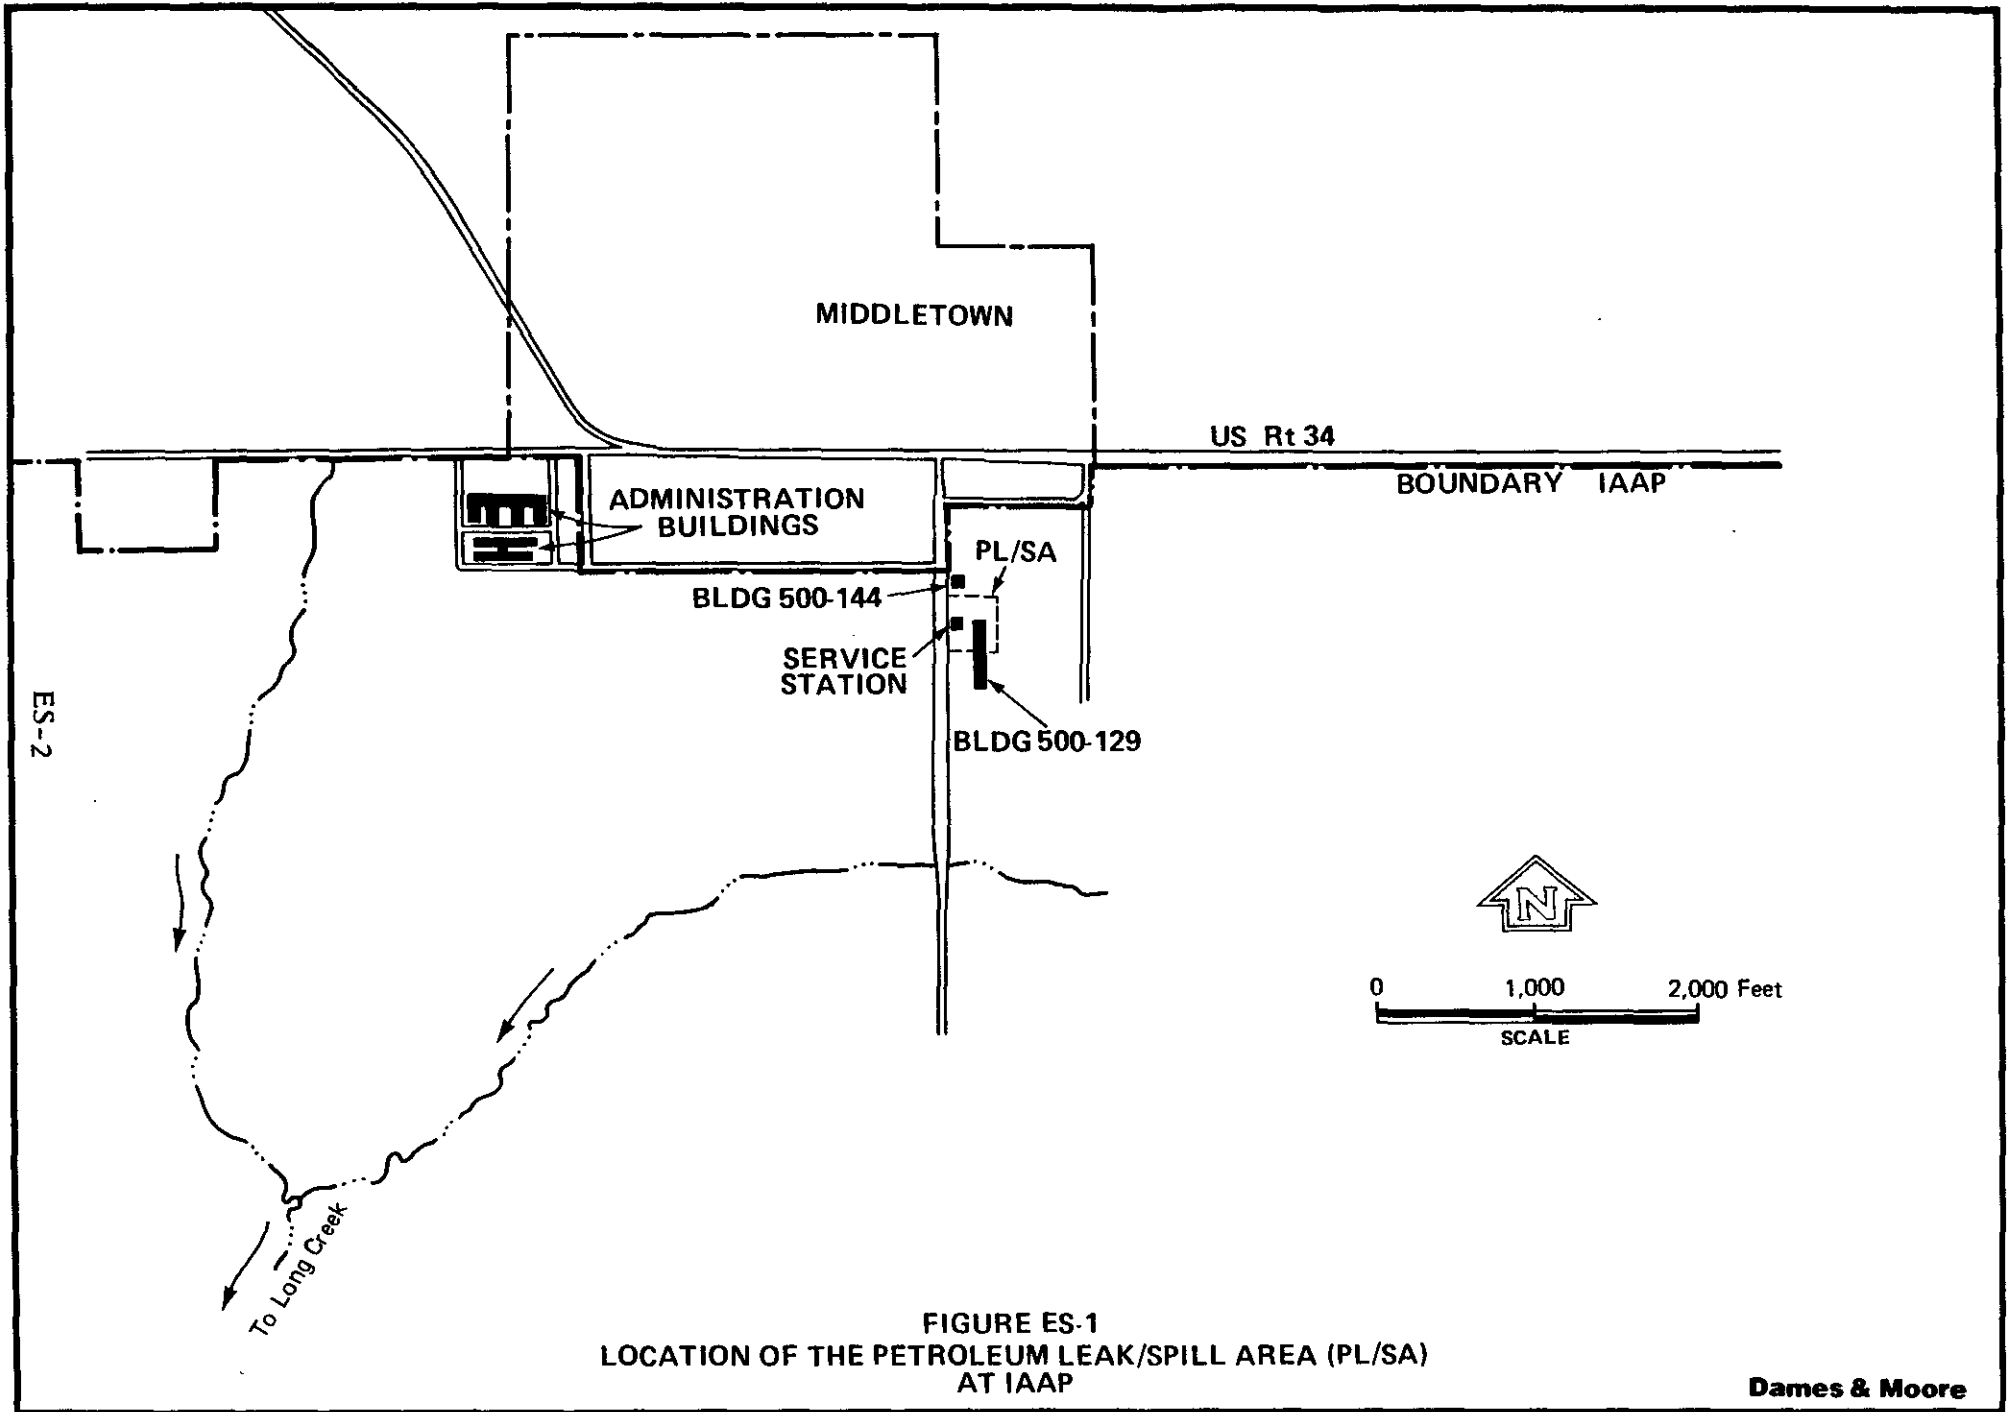 MIDDLETOWN
US Rt 34
BOUNDARY IAAP
ADMINISTRATION
BUILDINGS
PL/SA
BLDG 500-144
SERVICE
STATION
BLDG 500-129
ES-2
N
0 1,000 2,000 Feet
SCALE
To Long Creek
FIGURE ES-1
LOCATION OF THE PETROLEUM LEAK/SPILL AREA (PL/SA)
AT IAAP
Dames & Moore